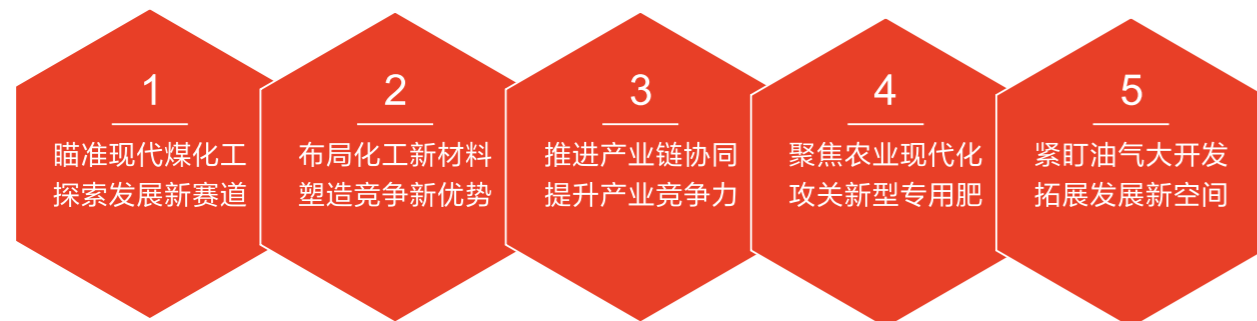 1
瞄准现代煤化工
探索发展新赛道
2
布局化工新材料
塑造竞争新优势
3
推进产业链协同
提升产业竞争力
4
聚焦农业现代化
攻关新型专用肥
5
紧盯油气大开发
拓展发展新空间